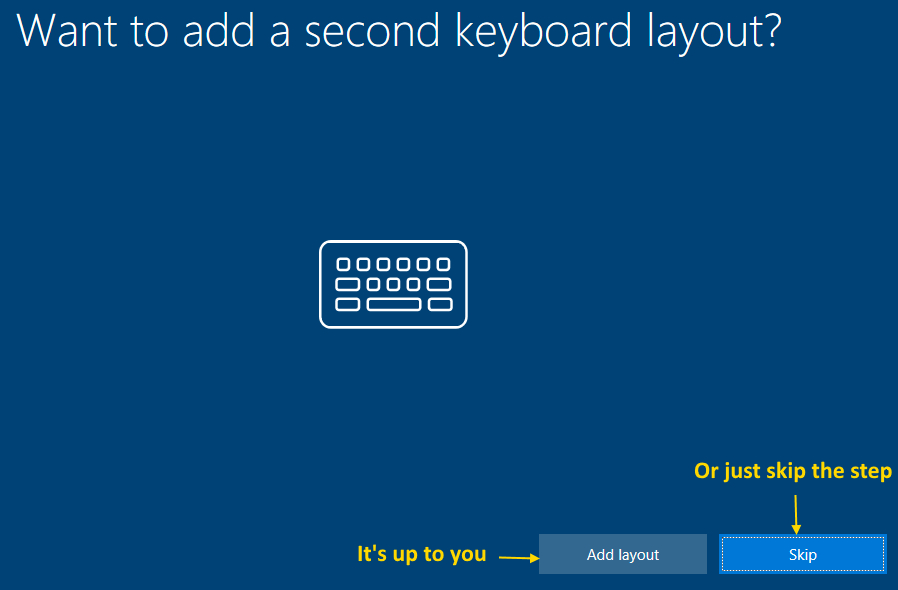 Want to add a second keyboard layout?
Or just skip the step
It's up to you
Add layout
Skip